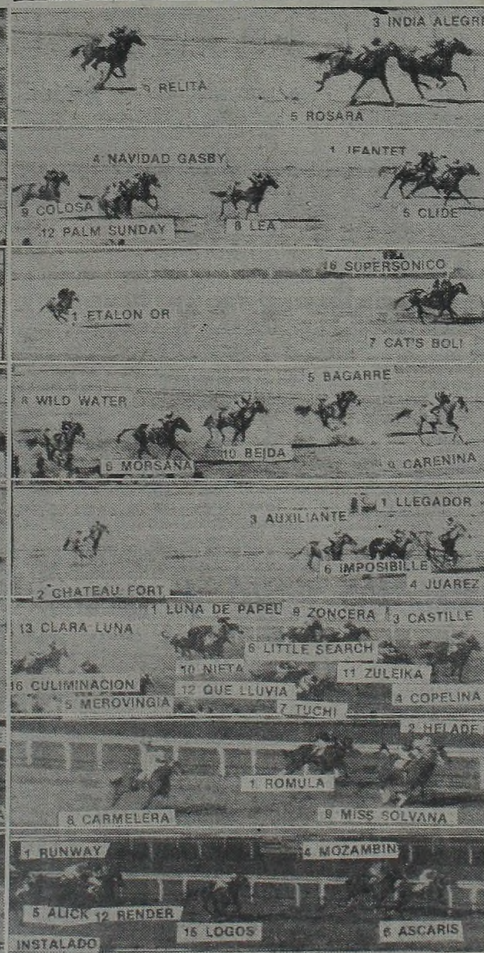 3 INDIA ALEGRE
RELITA
5 ROSARA
4 NAVIDAD GASBY
1 IFANTET
9 COLOSA
5 CLIDE
12 PALM SUNDAY
8 LEA
16 SUPERSONICO
1 ETALON OR
7 CAT'S BOLI
5 BAGARRE
8 WILD WATER
10 BEJDA
6 MORSANA
9 CARENINA
1 LLEGADOR
3 AUXILIANTE
6 IMPOSIBILLE
4 JUAREZ
2 CHATEAU FORT
1 LUNA DE PAPEL
9 ZONCERA
3 CASTILLE
13 CLARA LUNA
8 LITTLE SEARCH
10 NIETA
11 ZULEIKA
16 CULIMINACION
12 QUE LLUVIA
4 COPELINA
5 MEROVINGIA
7 TUCHI
2 HELADE
1 ROMULA
8 CARMELERA
9 MISS SOLVANA
1 RUNWAY
4 MOZAMBIN
5 ALICK 12 RENDER
15 LOGOS
6 ASCARIS
INSTALADO